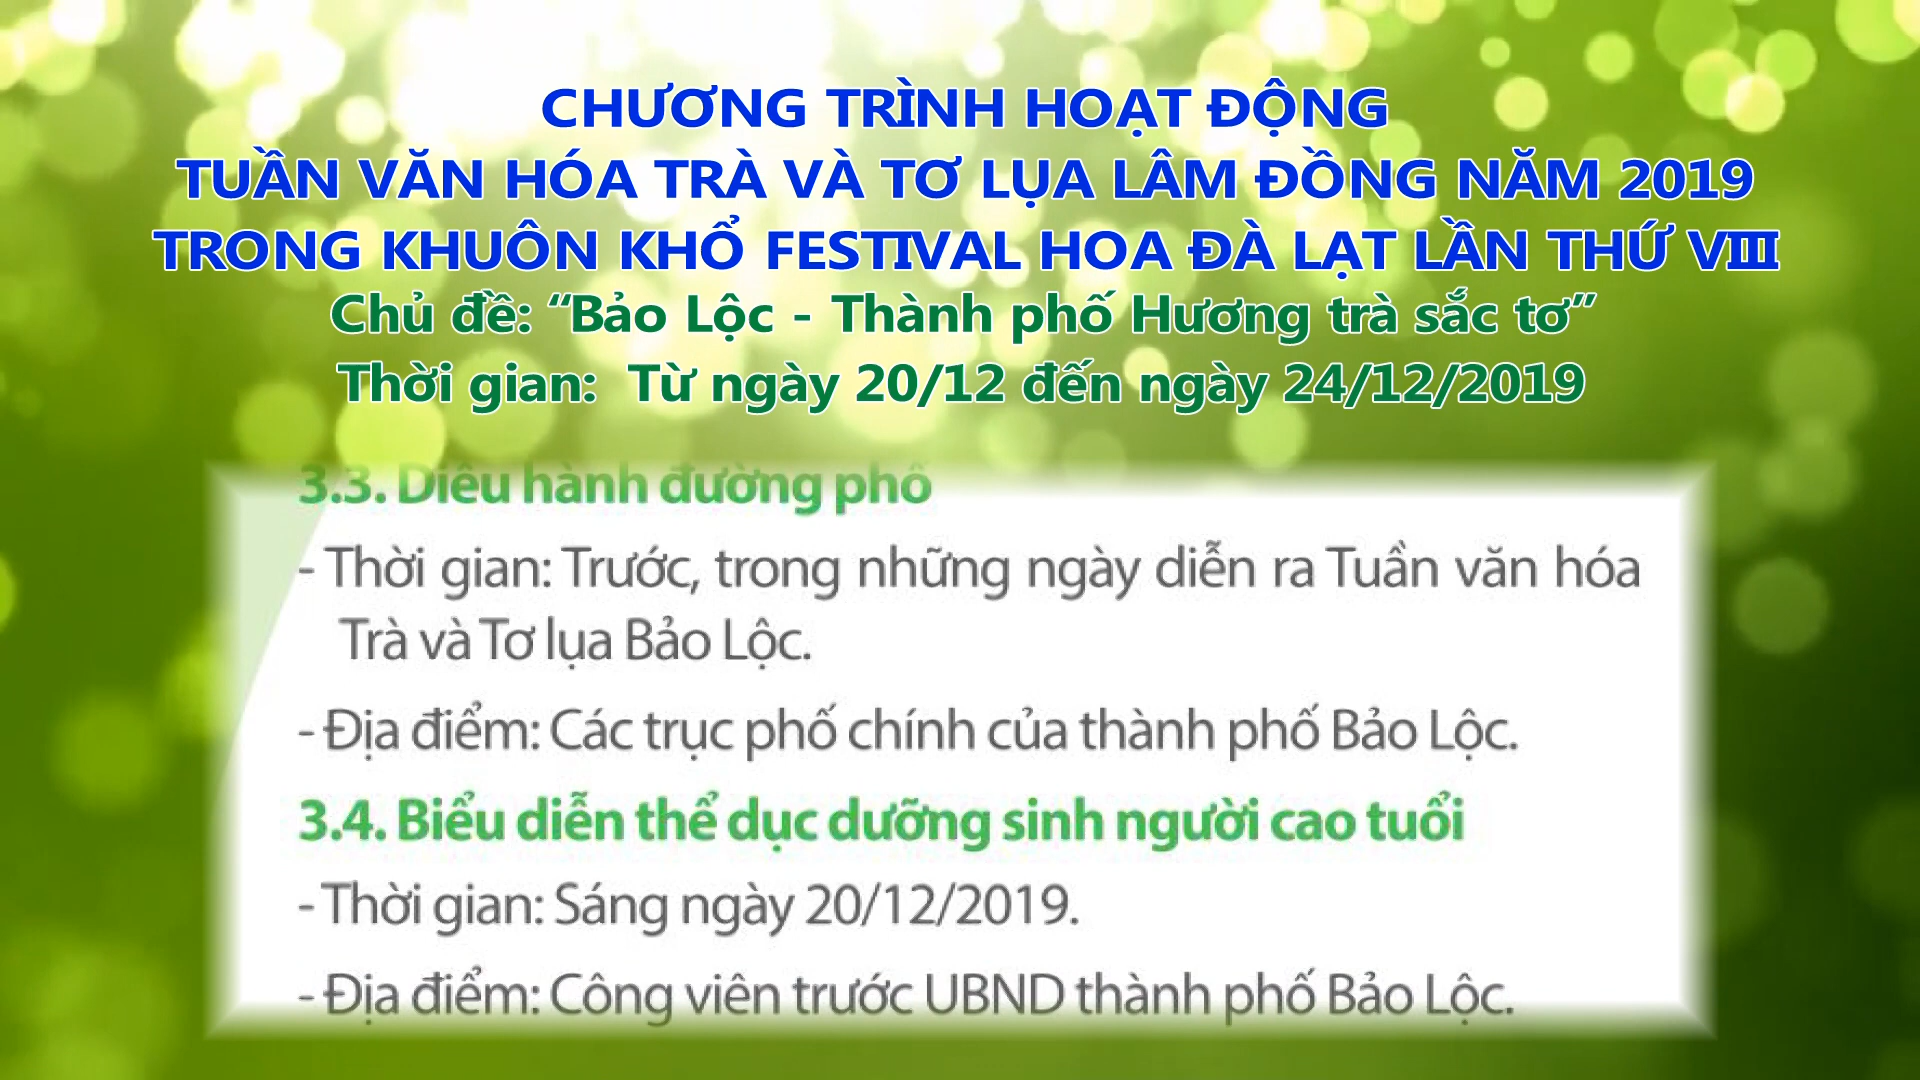 CHƯƠNG TRÌNH HOẠT ĐỘNG
TUẦN VĂN HÓA TRÀ VÀ TƠ LỤA LÂM ĐỒNG NĂM 2019
TRONG KHUÔN KHỔ FESTIVAL HOA ĐÀ LẠT LẦN THỨ VIII
Chủ đề: “Bảo Lộc - Thành phố Hương trà sắc tơ”
Thời gian: Từ ngày 20/12 đến ngày 24/12/2019
3.3. Diễu hành đường phố
- Thời gian: Trước, trong những ngày diễn ra Tuần văn hóa
Trà và Tơ lụa Bảo Lộc.
- Địa điểm: Các trục phố chính của thành phố Bảo Lộc.
3.4. Biểu diễn thể dục dưỡng sinh người cao tuổi
- Thời gian: Sáng ngày 20/12/2019.
- Địa điểm: Công viên trước UBND thành phố Bảo Lộc.